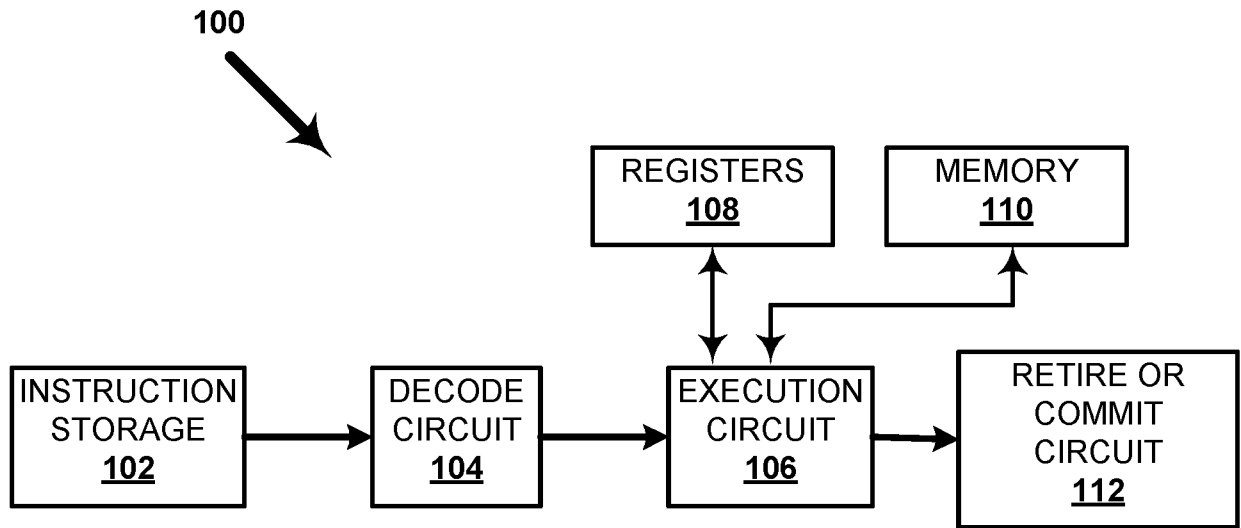 100
REGISTERS
108
MEMORY
110
INSTRUCTION
STORAGE
102
DECODE
CIRCUIT
104
EXECUTION
CIRCUIT
106
RETIRE OR
COMMIT
CIRCUIT
112